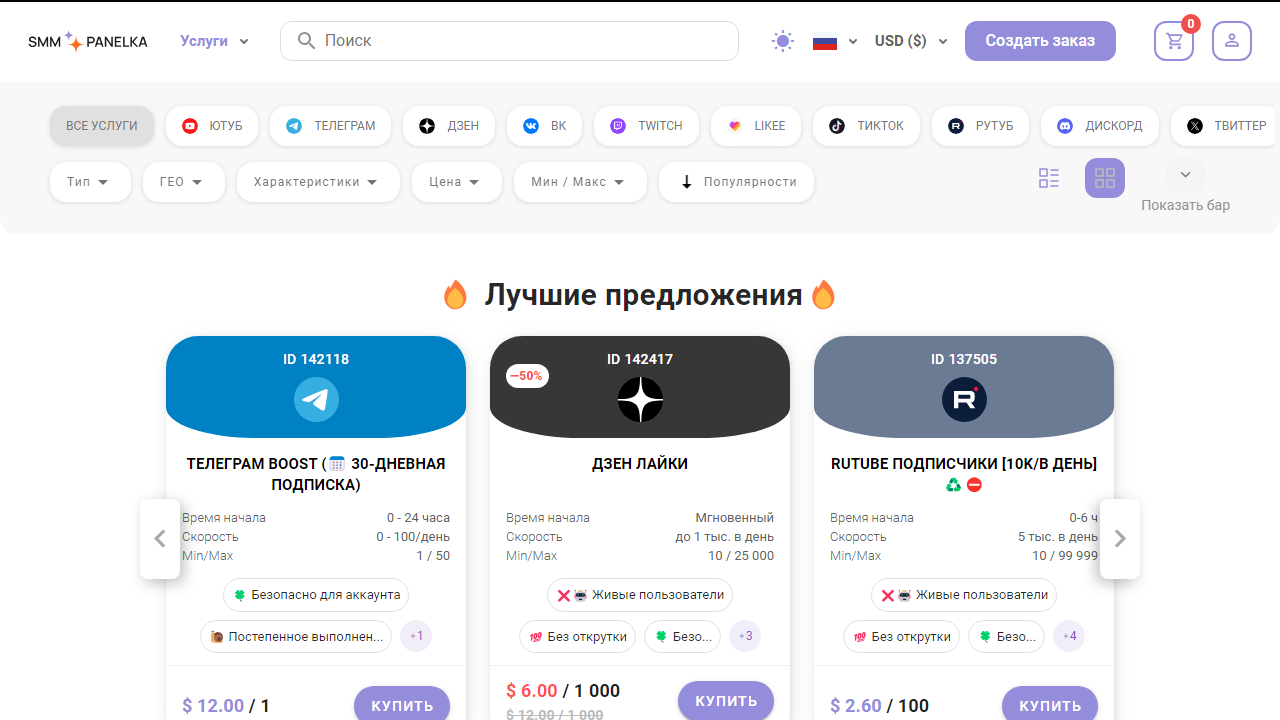 SMM PANELKA
Услуги
Поиск
USD ($)
Создать заказ
0
ВСЕ УСЛУГИ
ЮТУБ
ТЕЛЕГРАМ
ДЗЕН
ВК
TWITCH
LIKEE
ТИКТОК
РУТУБ
ДИСКОРД
ТВИТТЕР
Тип
ГЕО
Характеристики
Цена
Мин / Макс
Популярности
Показать бар
🔥 Лучшие предложения 🔥
ID 142118
ТЕЛЕГРАМ BOOST (🗓️ 30-ДНЕВНАЯ
ПОДПИСКА)
Время начала 0 - 24 часа
Скорость 0 - 100/день
Min/Max 1 / 50
🍀 Безопасно для аккаунта
🐌 Постепенное выполнен...
+1
$ 12.00 / 1
КУПИТЬ
ID 142417
—50%
ДЗЕН ЛАЙКИ
Время начала Мгновенный
Скорость до 1 тыс. в день
Min/Max 10 / 25 000
❌🤖 Живые пользователи
💯 Без открутки
🍀 Безо...
+3
$ 6.00 / 1 000
$ 12.00 / 1 000
КУПИТЬ
ID 137505
RUTUBE ПОДПИСЧИКИ [10K/В ДЕНЬ]
♻️ ⛔
Время начала 0-6 ч
Скорость 5 тыс. в день
Min/Max 10 / 99 999
❌🤖 Живые пользователи
💯 Без открутки
🍀 Безо...
+4
$ 2.60 / 100
КУПИТЬ